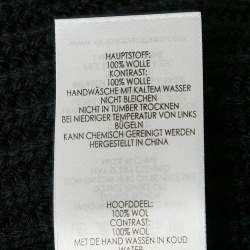 HAUPTSTOFF:
100% WOLLE
KONTRAST:
100% WOLLE
HANDWÄSCHE MIT KALTEM WASSER
NICHT BLEICHEN
NICHT IN TUMBER TROCKNEN
BEI NIEDRIGER TEMPERATUR VON LINKS
BÜGELN
KANN CHEMISCH GEREINIGT WERDEN
HERGESTELLT IN CHINA
HOOFDDEEL:
100% WOL
CONTRAST:
100% WOL
MET DE HAND WASSEN IN KOUD
WATER